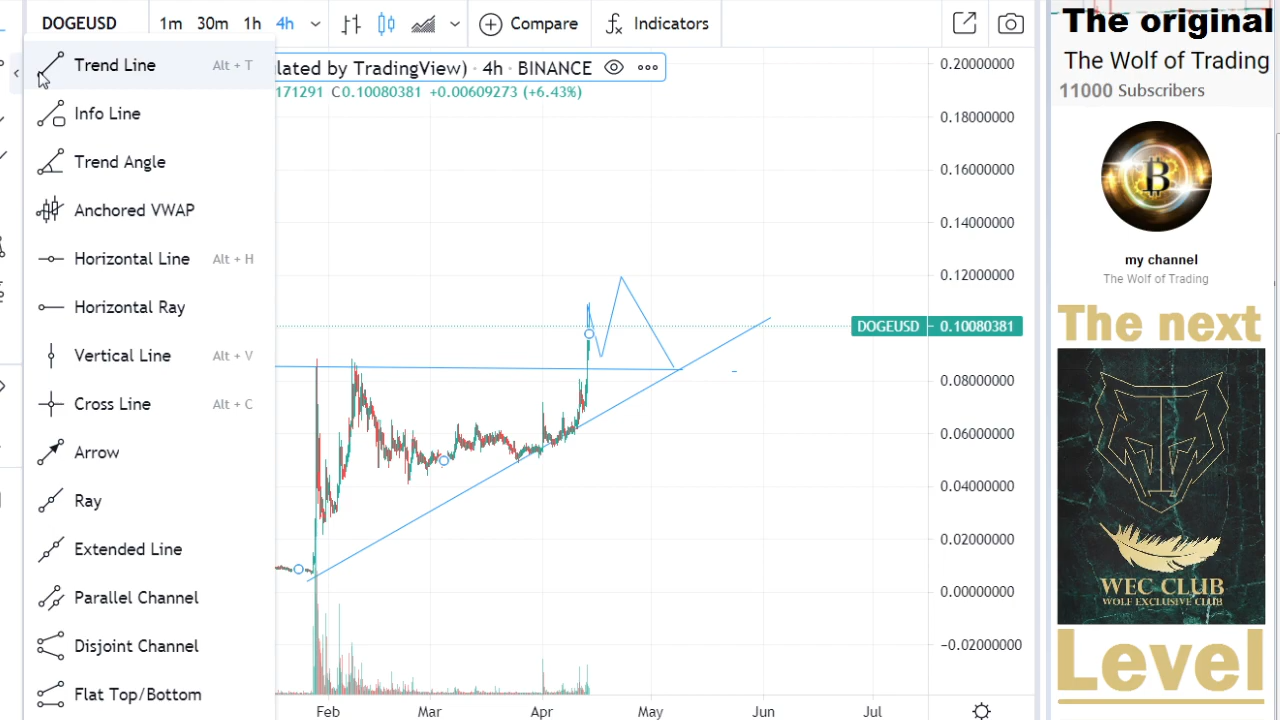 DOGEUSD
1m 30m 1h 4h
Compare
Indicators
Trend Line Alt + T
Info Line
Trend Angle
Anchored VWAP
Horizontal Line Alt + H
Horizontal Ray
Vertical Line Alt + V
Cross Line Alt + C
Arrow
Ray
Extended Line
Parallel Channel
Disjoint Channel
Flat Top/Bottom
lated by TradingView) · 4h · BINANCE
171291 C0.10080381 +0.00609273 (+6.43%)
0.20000000
0.18000000
0.16000000
0.14000000
0.12000000
DOGEUSD 0.10080381
0.08000000
0.06000000
0.04000000
0.02000000
0.00000000
−0.02000000
Feb Mar Apr May Jun Jul
The original
The Wolf of Trading
11000 Subscribers
B
my channel
The Wolf of Trading
The next
WEC CLUB
WOLF EXCLUSIVE CLUB
Level